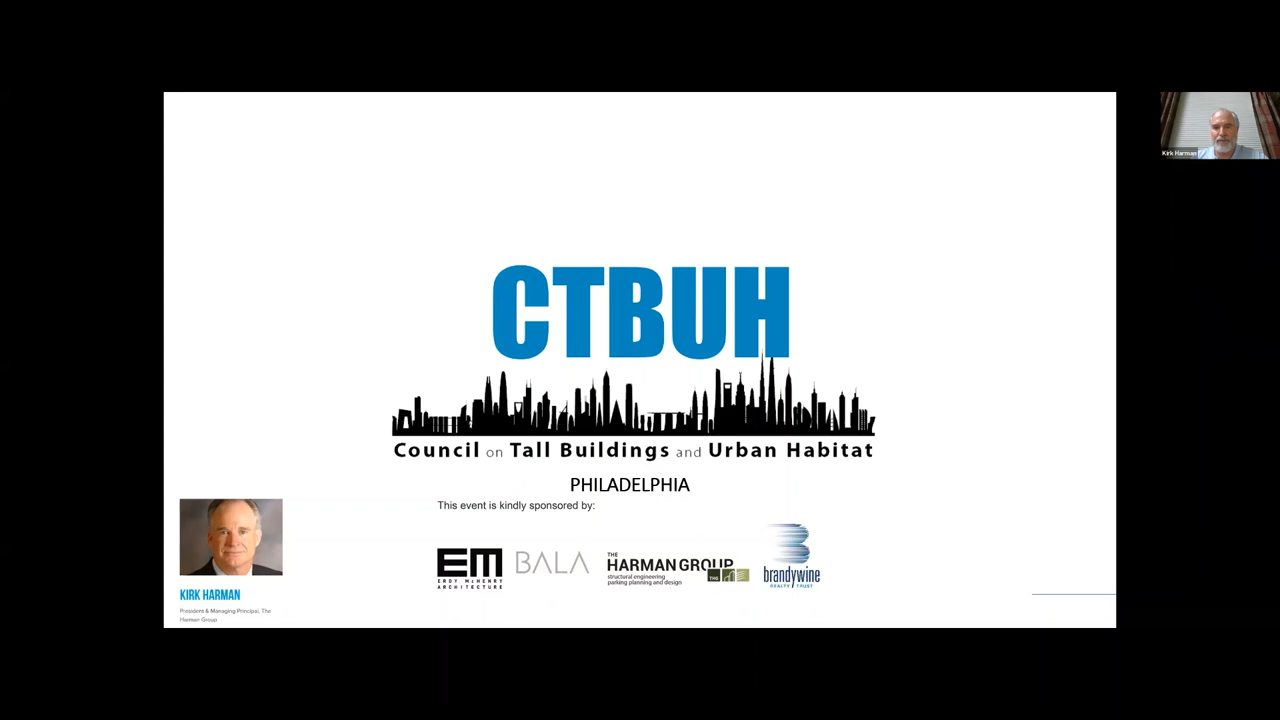 Kirk Harman
CTBUH
Council on Tall Buildings and Urban Habitat
PHILADELPHIA
This event is kindly sponsored by:
EM
ERDY McHENRY
ARCHITECTURE
BALA
THE
HARMAN GROUP
structural engineering
parking planning and design
THG
brandywine
REALTY TRUST
KIRK HARMAN
President & Managing Principal, The
Harman Group